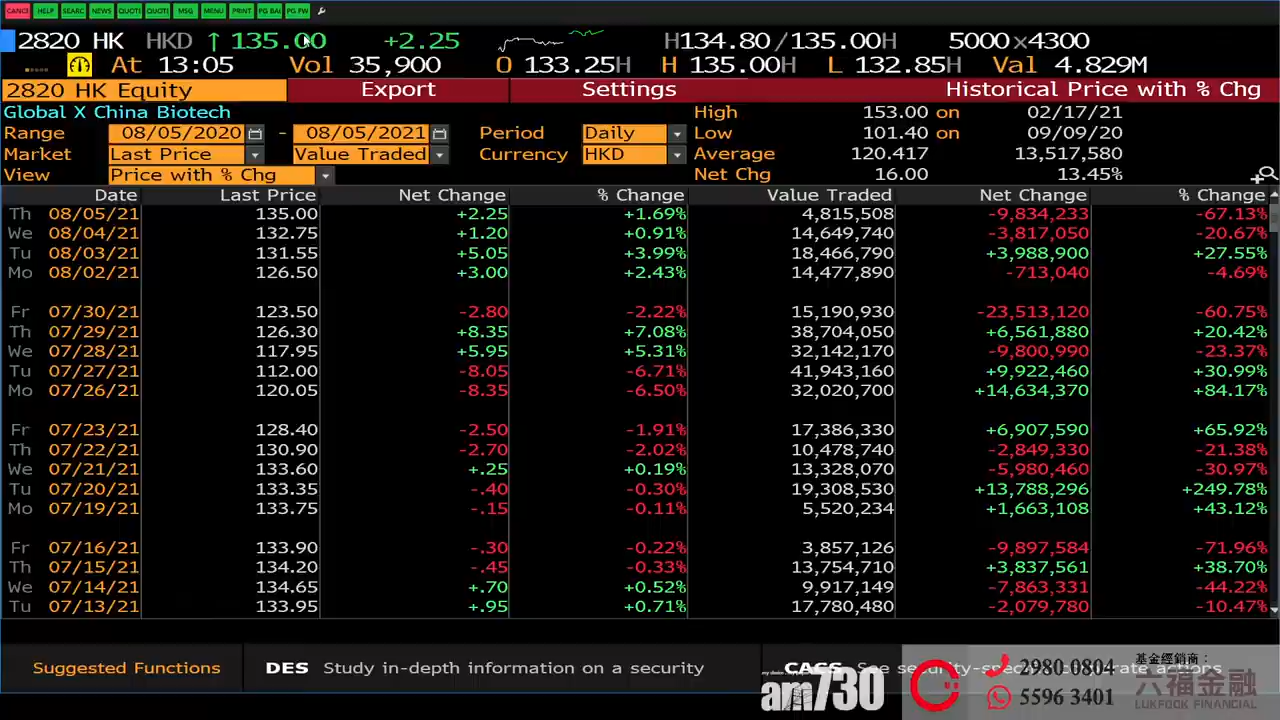 CANCL HELP SEARC NEWS QUOTI QUOTI MSG MENU PRINT PG BAC PG FW
2820 HK HKD ↑ 135.00 +2.25 H134.80/135.00H 5000×4300
At 13:05 Vol 35,900 O 133.25H H 135.00H L 132.85H Val 4.829M
2820 HK Equity Export Settings Historical Price with % Chg
Global X China Biotech High 153.00 on 02/17/21
Range 08/05/2020 - 08/05/2021 Period Daily Low 101.40 on 09/09/20
Market Last Price Value Traded Currency HKD Average 120.417 13,517,580
View Price with % Chg Net Chg 16.00 13.45%
Date Last Price Net Change % Change Value Traded Net Change % Change
Th 08/05/21 135.00 +2.25 +1.69% 4,815,508 -9,834,233 -67.13%
We 08/04/21 132.75 +1.20 +0.91% 14,649,740 -3,817,050 -20.67%
Tu 08/03/21 131.55 +5.05 +3.99% 18,466,790 +3,988,900 +27.55%
Mo 08/02/21 126.50 +3.00 +2.43% 14,477,890 -713,040 -4.69%
Fr 07/30/21 123.50 -2.80 -2.22% 15,190,930 -23,513,120 -60.75%
Th 07/29/21 126.30 +8.35 +7.08% 38,704,050 +6,561,880 +20.42%
We 07/28/21 117.95 +5.95 +5.31% 32,142,170 -9,800,990 -23.37%
Tu 07/27/21 112.00 -8.05 -6.71% 41,943,160 +9,922,460 +30.99%
Mo 07/26/21 120.05 -8.35 -6.50% 32,020,700 +14,634,370 +84.17%
Fr 07/23/21 128.40 -2.50 -1.91% 17,386,330 +6,907,590 +65.92%
Th 07/22/21 130.90 -2.70 -2.02% 10,478,740 -2,849,330 -21.38%
We 07/21/21 133.60 +.25 +0.19% 13,328,070 -5,980,460 -30.97%
Tu 07/20/21 133.35 -.40 -0.30% 19,308,530 +13,788,296 +249.78%
Mo 07/19/21 133.75 -.15 -0.11% 5,520,234 +1,663,108 +43.12%
Fr 07/16/21 133.90 -.30 -0.22% 3,857,126 -9,897,584 -71.96%
Th 07/15/21 134.20 -.45 -0.33% 13,754,710 +3,837,561 +38.70%
We 07/14/21 134.65 +.70 +0.52% 9,917,149 -7,863,331 -44.22%
Tu 07/13/21 133.95 +.95 +0.71% 17,780,480 -2,079,780 -10.47%
Suggested Functions DES Study in-depth information on a security CACS See actions
am730
2980 0804
5596 3401
基金經銷商：
六福金融
LUKFOOK FINANCIAL